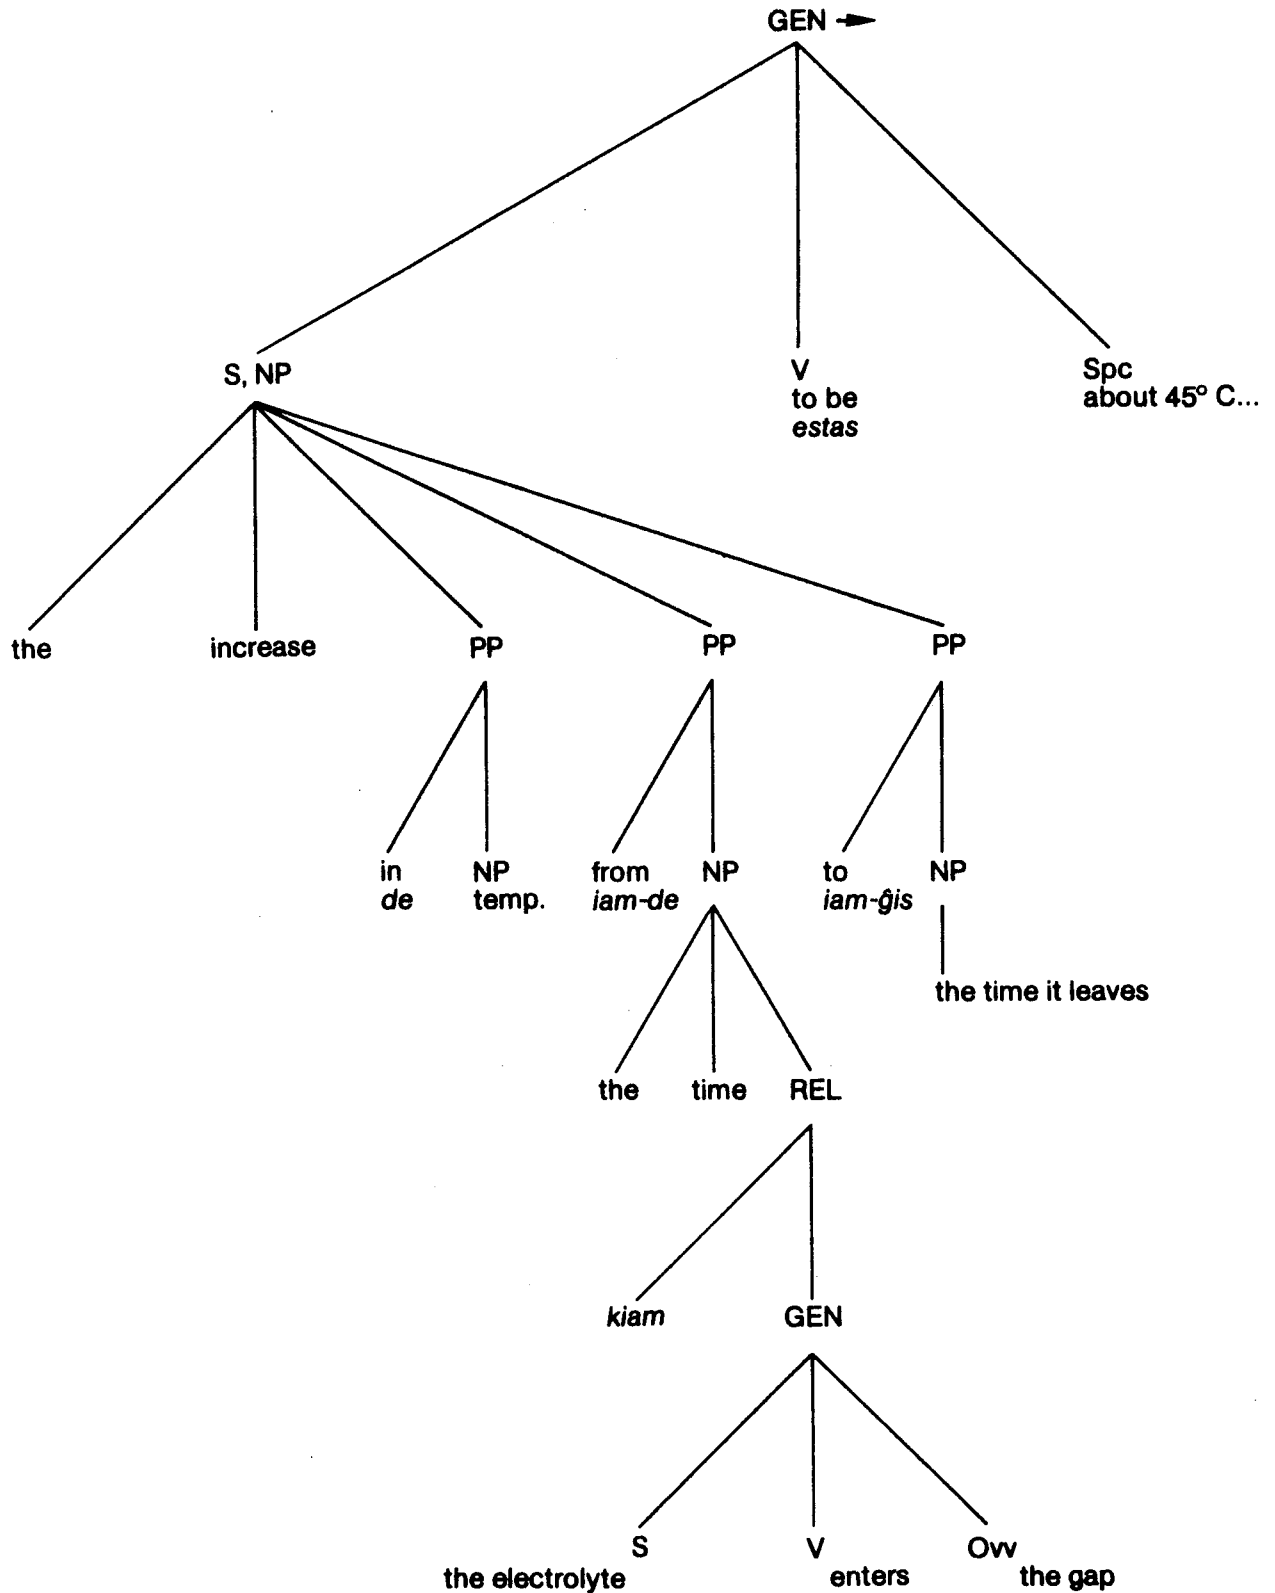 GEN →
S, NP V Spc
to be about 45° C...
estas
the increase PP PP PP
in NP from NP to NP
de temp. iam-de iam-ĝis
the time it leaves
the time REL
kiam GEN
S V Ovv
the electrolyte enters the gap